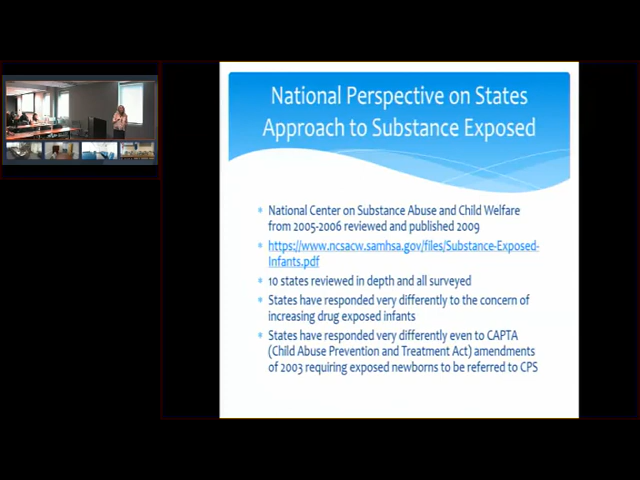 National Perspective on States
Approach to Substance Exposed
* National Center on Substance Abuse and Child Welfare
from 2005-2006 reviewed and published 2009
* https://www.ncsacw.samhsa.gov/files/Substance-Exposed-
Infants.pdf
* 10 states reviewed in depth and all surveyed
* States have responded very differently to the concern of
increasing drug exposed infants
* States have responded very differently even to CAPTA
(Child Abuse Prevention and Treatment Act) amendments
of 2003 requiring exposed newborns to be referred to CPS